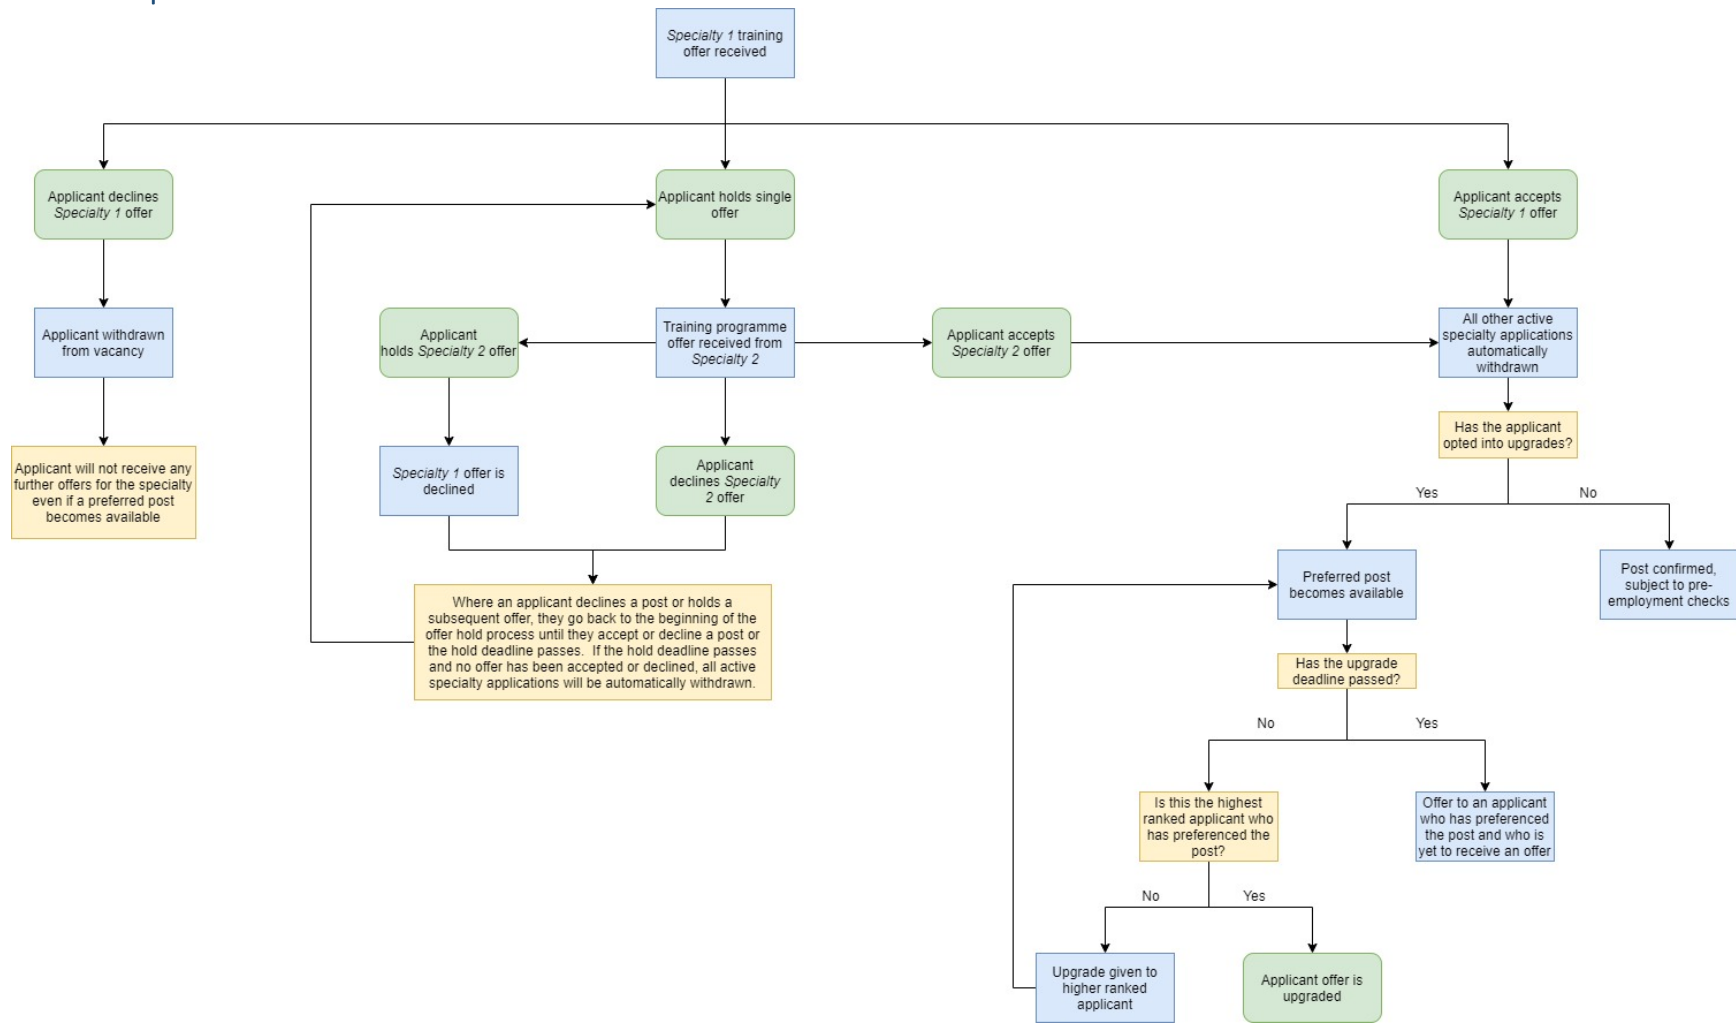 Specialty 1 training
offer received
Applicant declines
Specialty 1 offer
Applicant holds single
offer
Applicant accepts
Specialty 1 offer
Applicant withdrawn
from vacancy
Applicant
holds Specialty 2 offer
Training programme
offer received from
Specialty 2
Applicant accepts
Specialty 2 offer
All other active
specialty applications
automatically
withdrawn
Has the applicant
opted into upgrades?
Applicant will not receive any
further offers for the specialty
even if a preferred post
becomes available
Specialty 1 offer is
declined
Applicant
declines Specialty
2 offer
Yes
No
Preferred post
becomes available
Post confirmed,
subject to pre-
employment checks
Where an applicant declines a post or holds a
subsequent offer, they go back to the beginning of the
offer hold process until they accept or decline a post or
the hold deadline passes.  If the hold deadline passes
and no offer has been accepted or declined, all active
specialty applications will be automatically withdrawn.
Has the upgrade
deadline passed?
No
Yes
Is this the highest
ranked applicant who
has preferenced the
post?
Offer to an applicant
who has preferenced
the post and who is
yet to receive an offer
No
Yes
Upgrade given to
higher ranked
applicant
Applicant offer is
upgraded